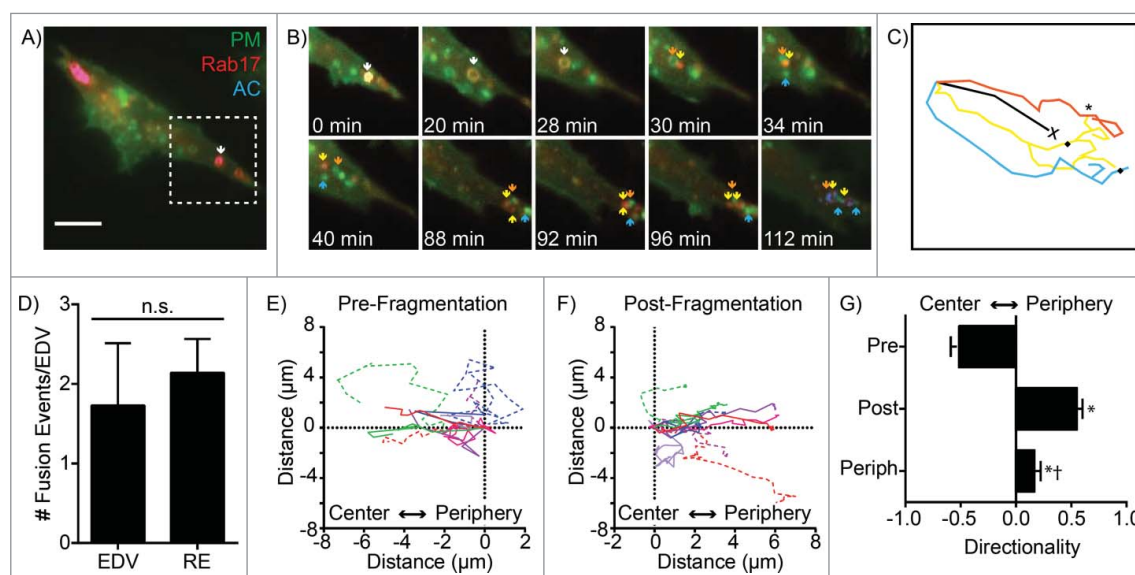 A)
PM
Rab17
AC
B)
0 min
20 min
28 min
30 min
34 min
40 min
88 min
92 min
96 min
112 min
C)
*
X
D)
n.s.
# Fusion Events/EDV
3
2
1
0
EDV
RE
E)
Pre-Fragmentation
Distance (µm)
8
4
0
-4
-8
Center ↔ Periphery
-8 -6 -4 -2 0 2
Distance (µm)
F)
Post-Fragmentation
Distance (µm)
8
4
0
-4
-8
Center ↔ Periphery
-2 0 2 4 6 8
Distance (µm)
G)
Center ↔ Periphery
Pre
Post
*
Periph
*†
-1.0 -0.5 0.0 0.5 1.0
Directionality